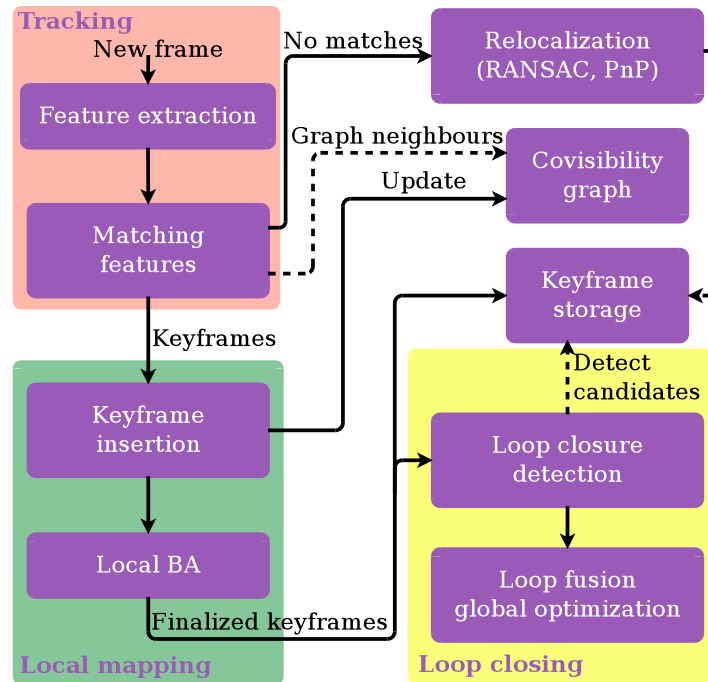 Tracking
New frame
Feature extraction
Matching
features
No matches
Relocalization
(RANSAC, PnP)
Graph neighbours
Covisibility
graph
Update
Keyframe
storage
Keyframes
Keyframe
insertion
Local BA
Finalized keyframes
Local mapping
Detect
candidates
Loop closure
detection
Loop fusion
global optimization
Loop closing